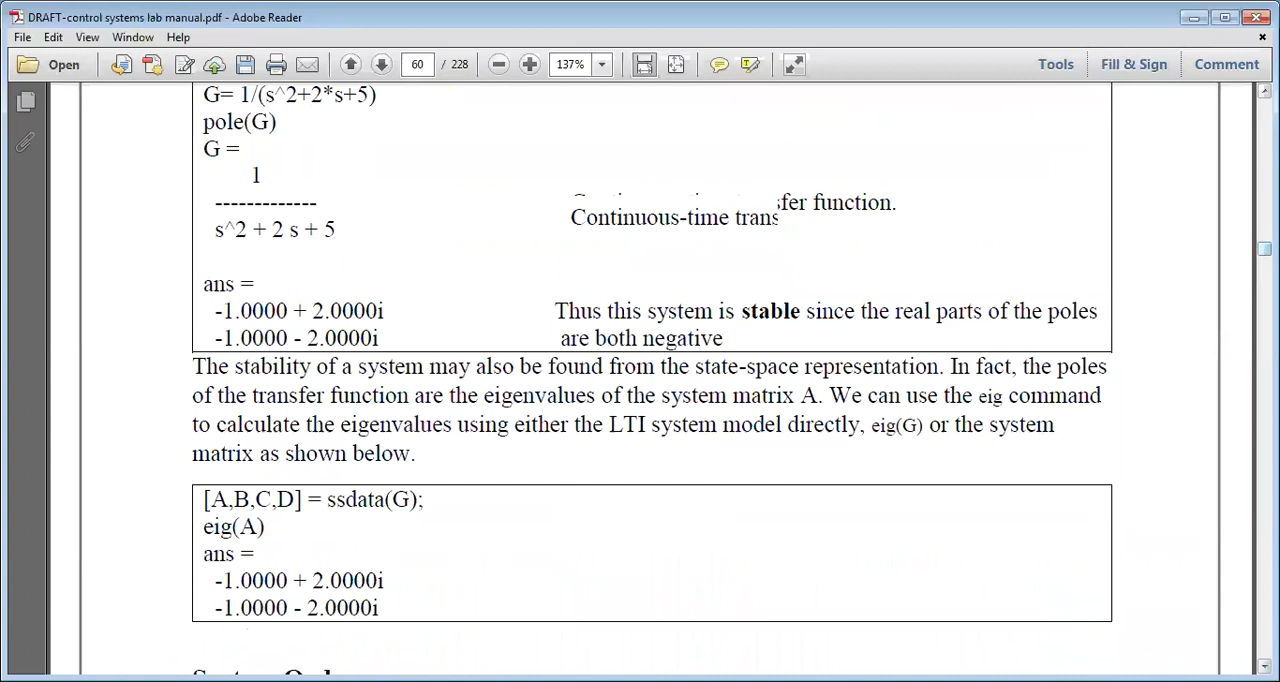 DRAFT-control systems lab manual.pdf - Adobe Reader
File Edit View Window Help
Open 60 / 228 137% Tools Fill & Sign Comment
G= 1/(s^2+2*s+5)
pole(G)
G =
1
-------------
s^2 + 2 s + 5
Continuous-time transfer function.
ans =
-1.0000 + 2.0000i Thus this system is stable since the real parts of the poles
-1.0000 - 2.0000i are both negative
The stability of a system may also be found from the state-space representation. In fact, the poles
of the transfer function are the eigenvalues of the system matrix A. We can use the eig command
to calculate the eigenvalues using either the LTI system model directly, eig(G) or the system
matrix as shown below.
[A,B,C,D] = ssdata(G);
eig(A)
ans =
-1.0000 + 2.0000i
-1.0000 - 2.0000i